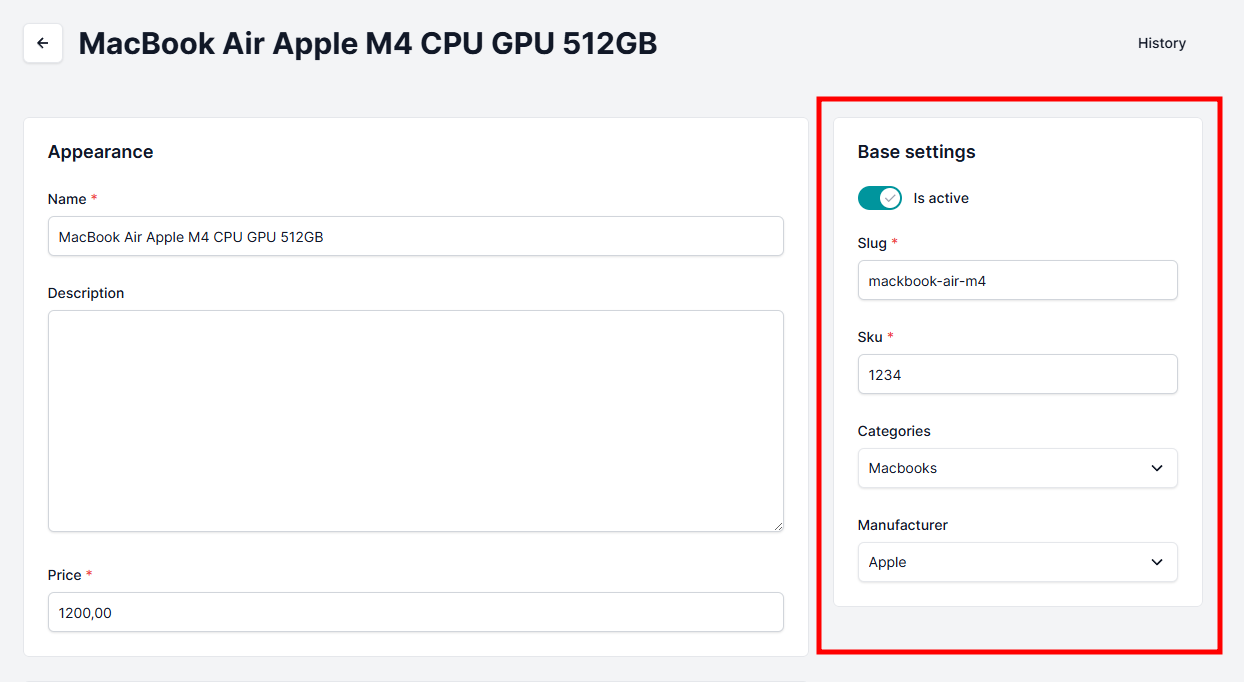 MacBook Air Apple M4 CPU GPU 512GB
History
Appearance
Name *
MacBook Air Apple M4 CPU GPU 512GB
Description
Price *
1200,00
Base settings
Is active
Slug *
mackbook-air-m4
Sku *
1234
Categories
Macbooks
Manufacturer
Apple